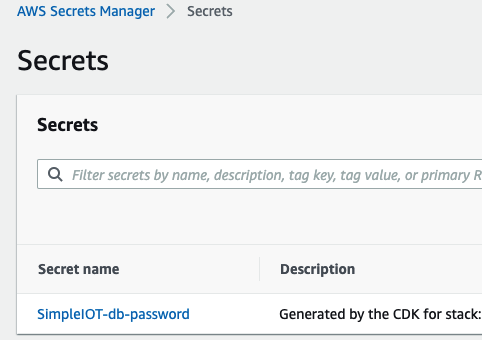 AWS Secrets Manager > Secrets
Secrets
Secrets
Filter secrets by name, description, tag key, tag value, or primary R
Secret name Description
SimpleIOT-db-password Generated by the CDK for stack: